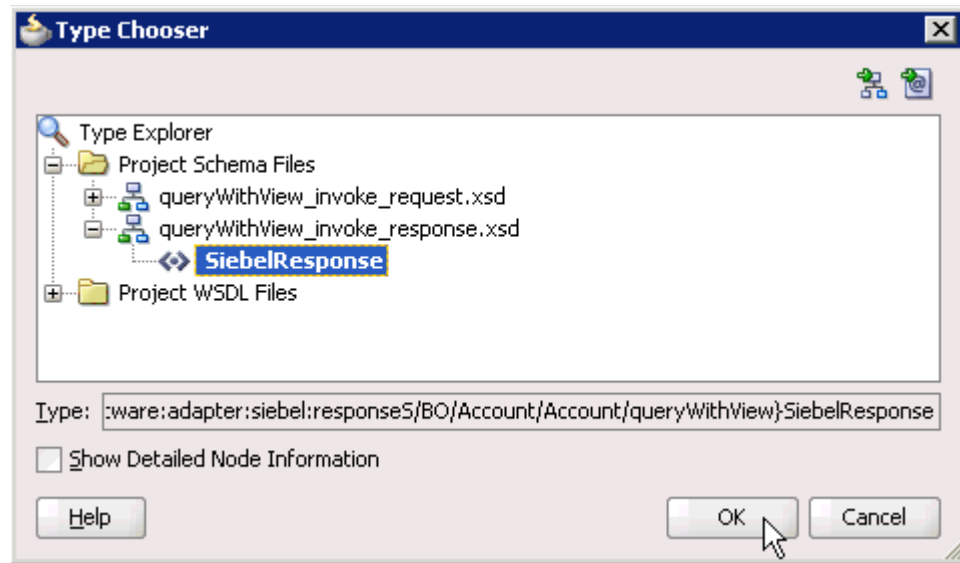 Type Chooser
Type Explorer
Project Schema Files
queryWithView_invoke_request.xsd
queryWithView_invoke_response.xsd
SiebelResponse
Project WSDL Files
Type: :ware:adapter:siebel:responseS/BO/Account/Account/queryWithView}SiebelResponse
Show Detailed Node Information
Help OK Cancel